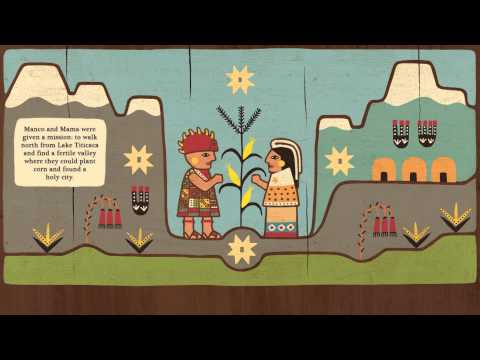 Manco and Mama were
given a mission: to walk
north from Lake Titicaca
and find a fertile valley
where they could plant
corn and found a
holy city.